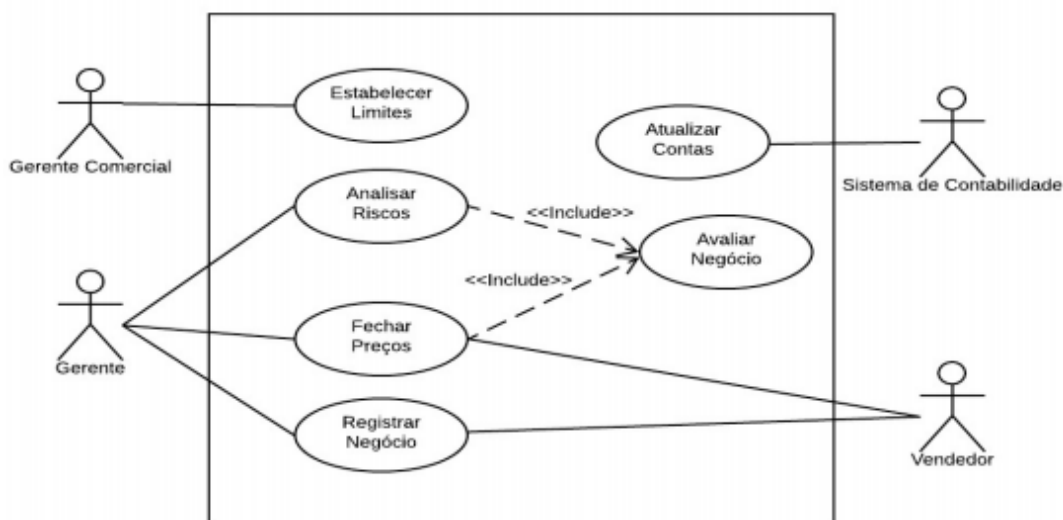 Estabelecer
Limites
Gerente Comercial
Atualizar
Contas
Sistema de Contabilidade
Analisar
Riscos
<<Include>>
Avaliar
Negócio
<<Include>>
Gerente
Fechar
Preços
Registrar
Negócio
Vendedor